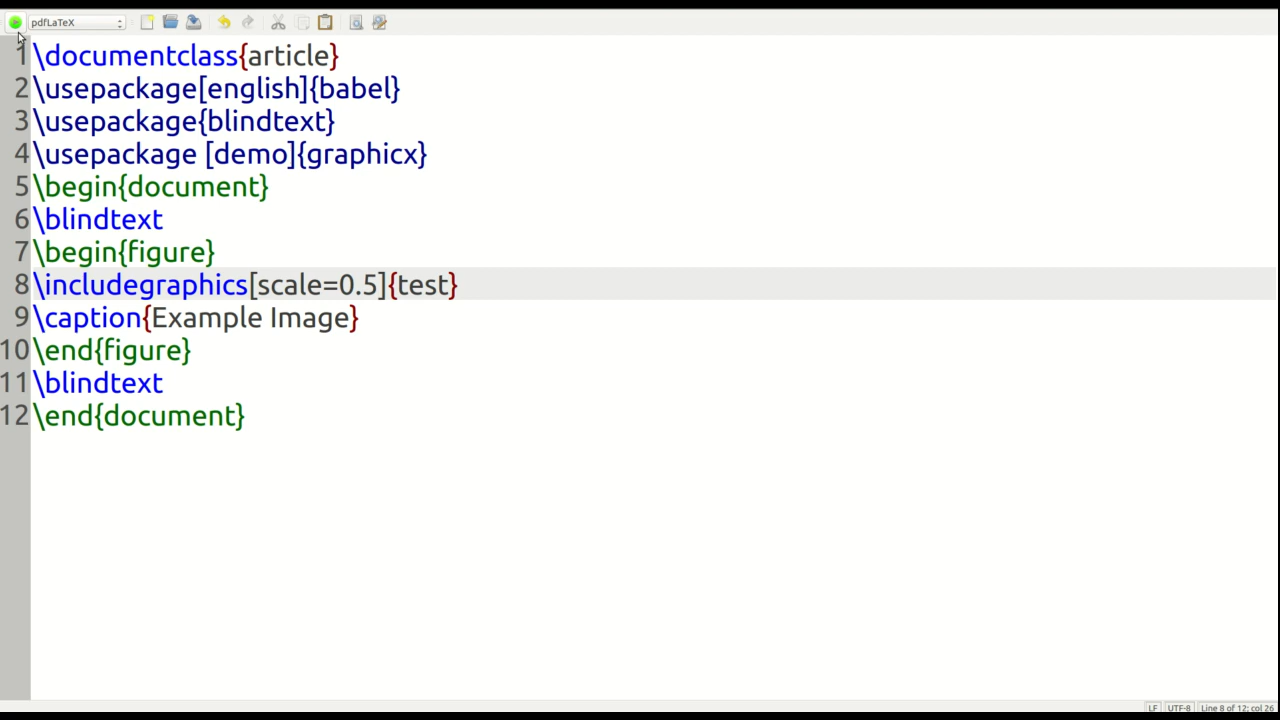 pdfLaTeX
1 \documentclass{article}
2 \usepackage[english]{babel}
3 \usepackage{blindtext}
4 \usepackage [demo]{graphicx}
5 \begin{document}
6 \blindtext
7 \begin{figure}
8 \includegraphics[scale=0.5]{test}
9 \caption{Example Image}
10 \end{figure}
11 \blindtext
12 \end{document}
LF UTF-8 Line 8 of 12; col 26